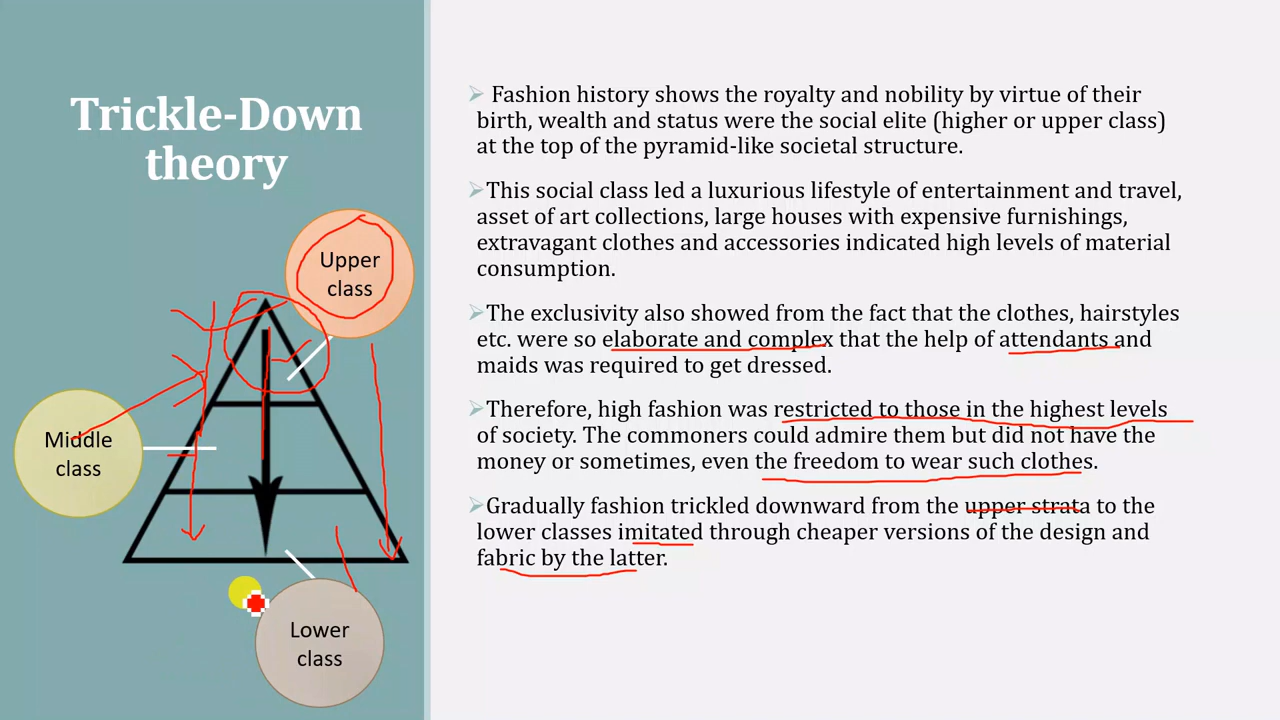 Trickle-Down
theory
Upper
class
Middle
class
Lower
class
Fashion history shows the royalty and nobility by virtue of their
birth, wealth and status were the social elite (higher or upper class)
at the top of the pyramid-like societal structure.
This social class led a luxurious lifestyle of entertainment and travel,
asset of art collections, large houses with expensive furnishings,
extravagant clothes and accessories indicated high levels of material
consumption.
The exclusivity also showed from the fact that the clothes, hairstyles
etc. were so elaborate and complex that the help of attendants and
maids was required to get dressed.
Therefore, high fashion was restricted to those in the highest levels
of society. The commoners could admire them but did not have the
money or sometimes, even the freedom to wear such clothes.
Gradually fashion trickled downward from the upper strata to the
lower classes imitated through cheaper versions of the design and
fabric by the latter.